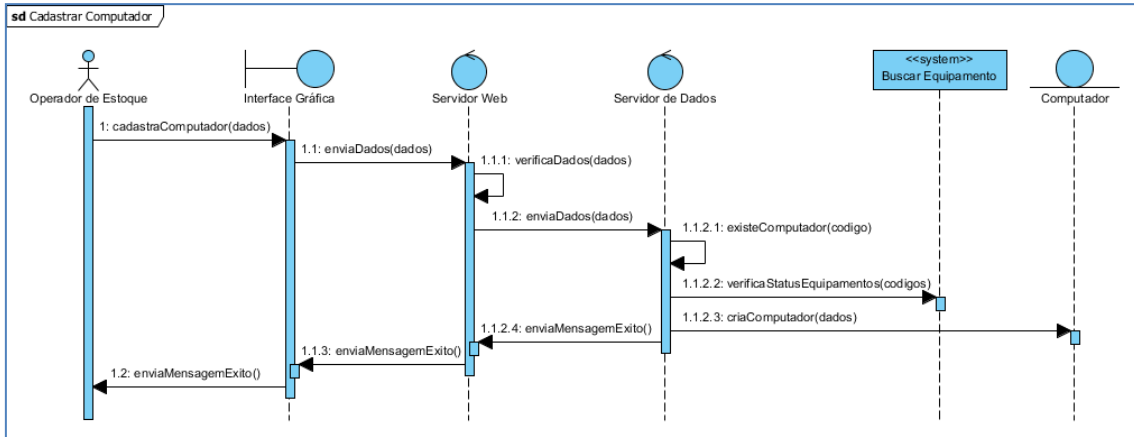 sd Cadastrar Computador
<<system>>
Buscar Equipamento
Operador de Estoque
Interface Gráfica
Servidor Web
Servidor de Dados
Computador
1: cadastraComputador(dados)
1.1: enviaDados(dados)
1.1.1: verificaDados(dados)
1.1.2: enviaDados(dados)
1.1.2.1: existeComputador(codigo)
1.1.2.2: verificaStatusEquipamentos(codigos)
1.1.2.3: criaComputador(dados)
1.1.2.4: enviaMensagemExito()
1.1.3: enviaMensagemExito()
1.2: enviaMensagemExito()